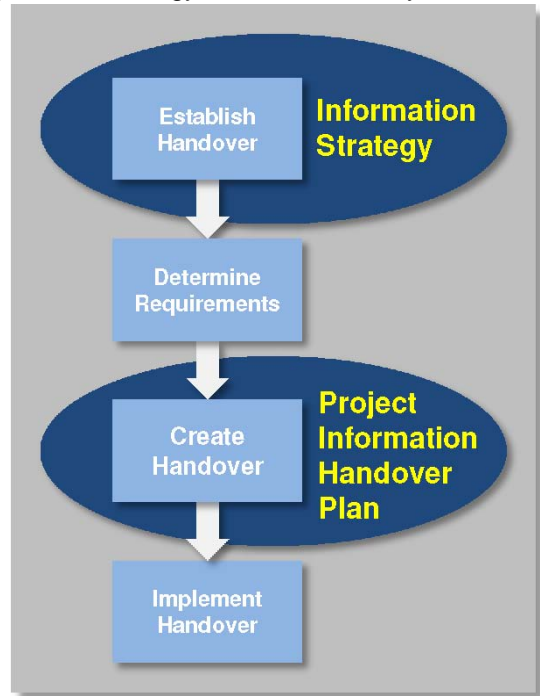 Establish
Handover
Information
Strategy
Determine
Requirements
Create
Handover
Project
Information
Handover
Plan
Implement
Handover